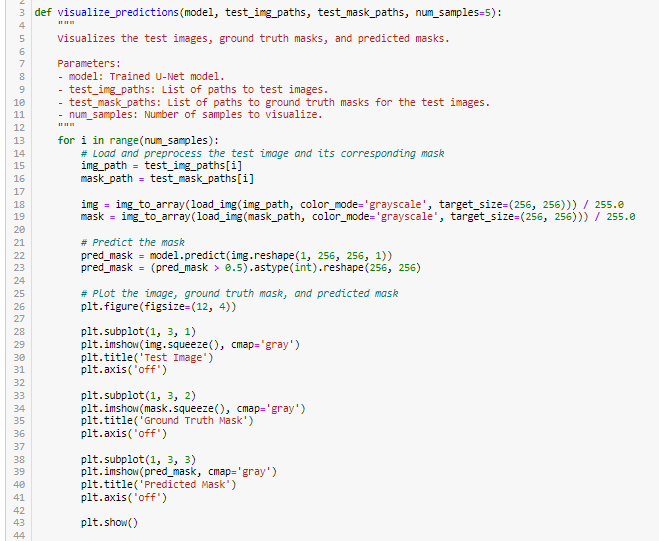 2
3 def visualize_predictions(model, test_img_paths, test_mask_paths, num_samples=5):
4     """
5     Visualizes the test images, ground truth masks, and predicted masks.
6
7     Parameters:
8     - model: Trained U-Net model.
9     - test_img_paths: List of paths to test images.
10     - test_mask_paths: List of paths to ground truth masks for the test images.
11     - num_samples: Number of samples to visualize.
12     """
13     for i in range(num_samples):
14         # Load and preprocess the test image and its corresponding mask
15         img_path = test_img_paths[i]
16         mask_path = test_mask_paths[i]
17
18         img = img_to_array(load_img(img_path, color_mode='grayscale', target_size=(256, 256))) / 255.0
19         mask = img_to_array(load_img(mask_path, color_mode='grayscale', target_size=(256, 256))) / 255.0
20
21         # Predict the mask
22         pred_mask = model.predict(img.reshape(1, 256, 256, 1))
23         pred_mask = (pred_mask > 0.5).astype(int).reshape(256, 256)
24
25         # Plot the image, ground truth mask, and predicted mask
26         plt.figure(figsize=(12, 4))
27
28         plt.subplot(1, 3, 1)
29         plt.imshow(img.squeeze(), cmap='gray')
30         plt.title('Test Image')
31         plt.axis('off')
32
33         plt.subplot(1, 3, 2)
34         plt.imshow(mask.squeeze(), cmap='gray')
35         plt.title('Ground Truth Mask')
36         plt.axis('off')
37
38         plt.subplot(1, 3, 3)
39         plt.imshow(pred_mask, cmap='gray')
40         plt.title('Predicted Mask')
41         plt.axis('off')
42
43         plt.show()
44